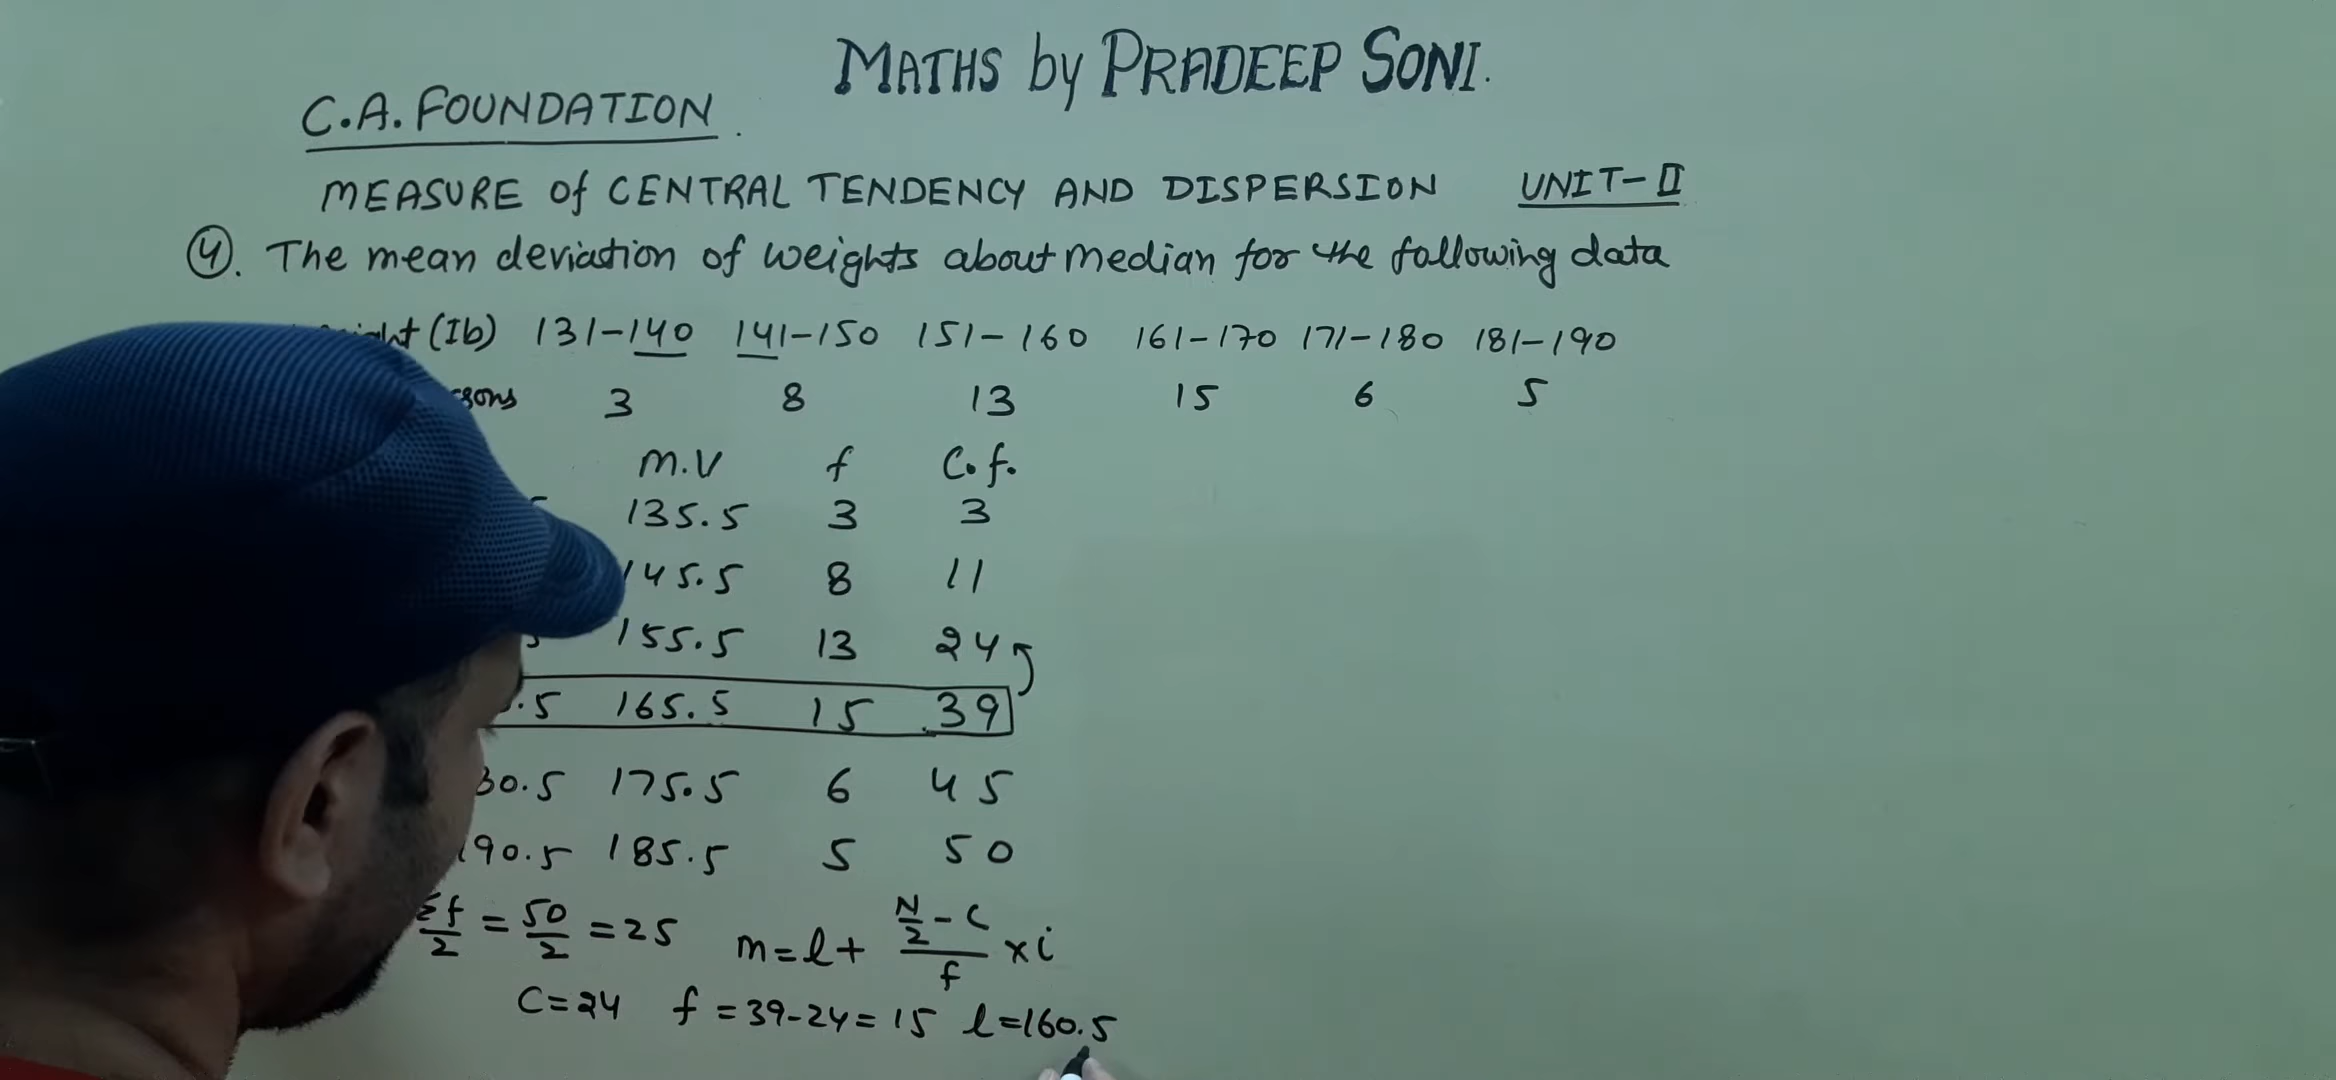 MATHS by PRADEEP SONI.
C.A. FOUNDATION.
MEASURE of CENTRAL TENDENCY AND DISPERSION UNIT-II
④. The mean deviation of weights about median for the following data
(Ib) 131-140 141-150 151-160 161-170 171-180 181-190
3 8 13 15 6 5
M.V f C.f.
135.5 3 3
145.5 8 11
155.5 13 24
165.5 15 39
175.5 6 45
190.5 185.5 5 50
Σf/2 = 50/2 = 25 m=l+ (N/2 - C)/f × i
C=24 f=39-24=15 l=160.5